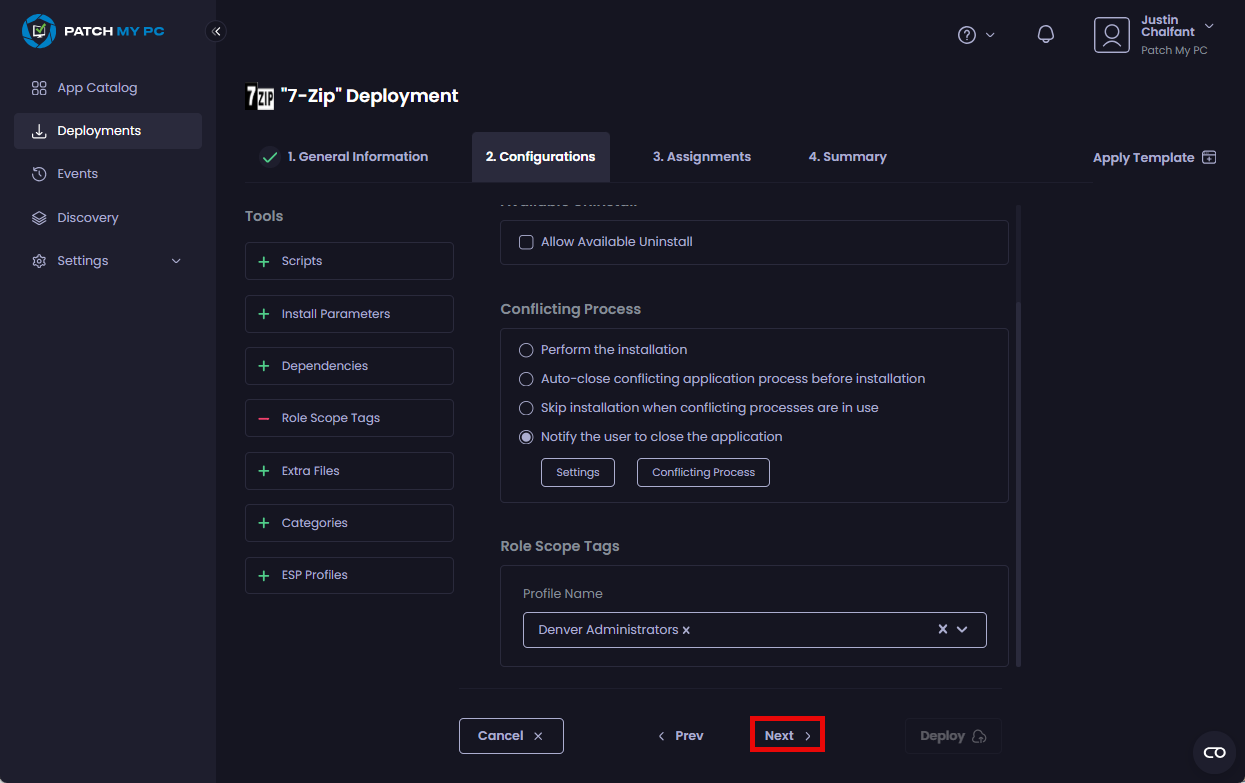 PATCH MY PC
Justin
Chalfant
Patch My PC
App Catalog
Deployments
Events
Discovery
Settings
7 ZIP "7-Zip" Deployment
1. General Information
2. Configurations
3. Assignments
4. Summary
Apply Template
Tools
Scripts
Install Parameters
Dependencies
Role Scope Tags
Extra Files
Categories
ESP Profiles
Available Uninstall
Allow Available Uninstall
Conflicting Process
Perform the installation
Auto-close conflicting application process before installation
Skip installation when conflicting processes are in use
Notify the user to close the application
Settings
Conflicting Process
Role Scope Tags
Profile Name
Denver Administrators x
Cancel
Prev
Next
Deploy